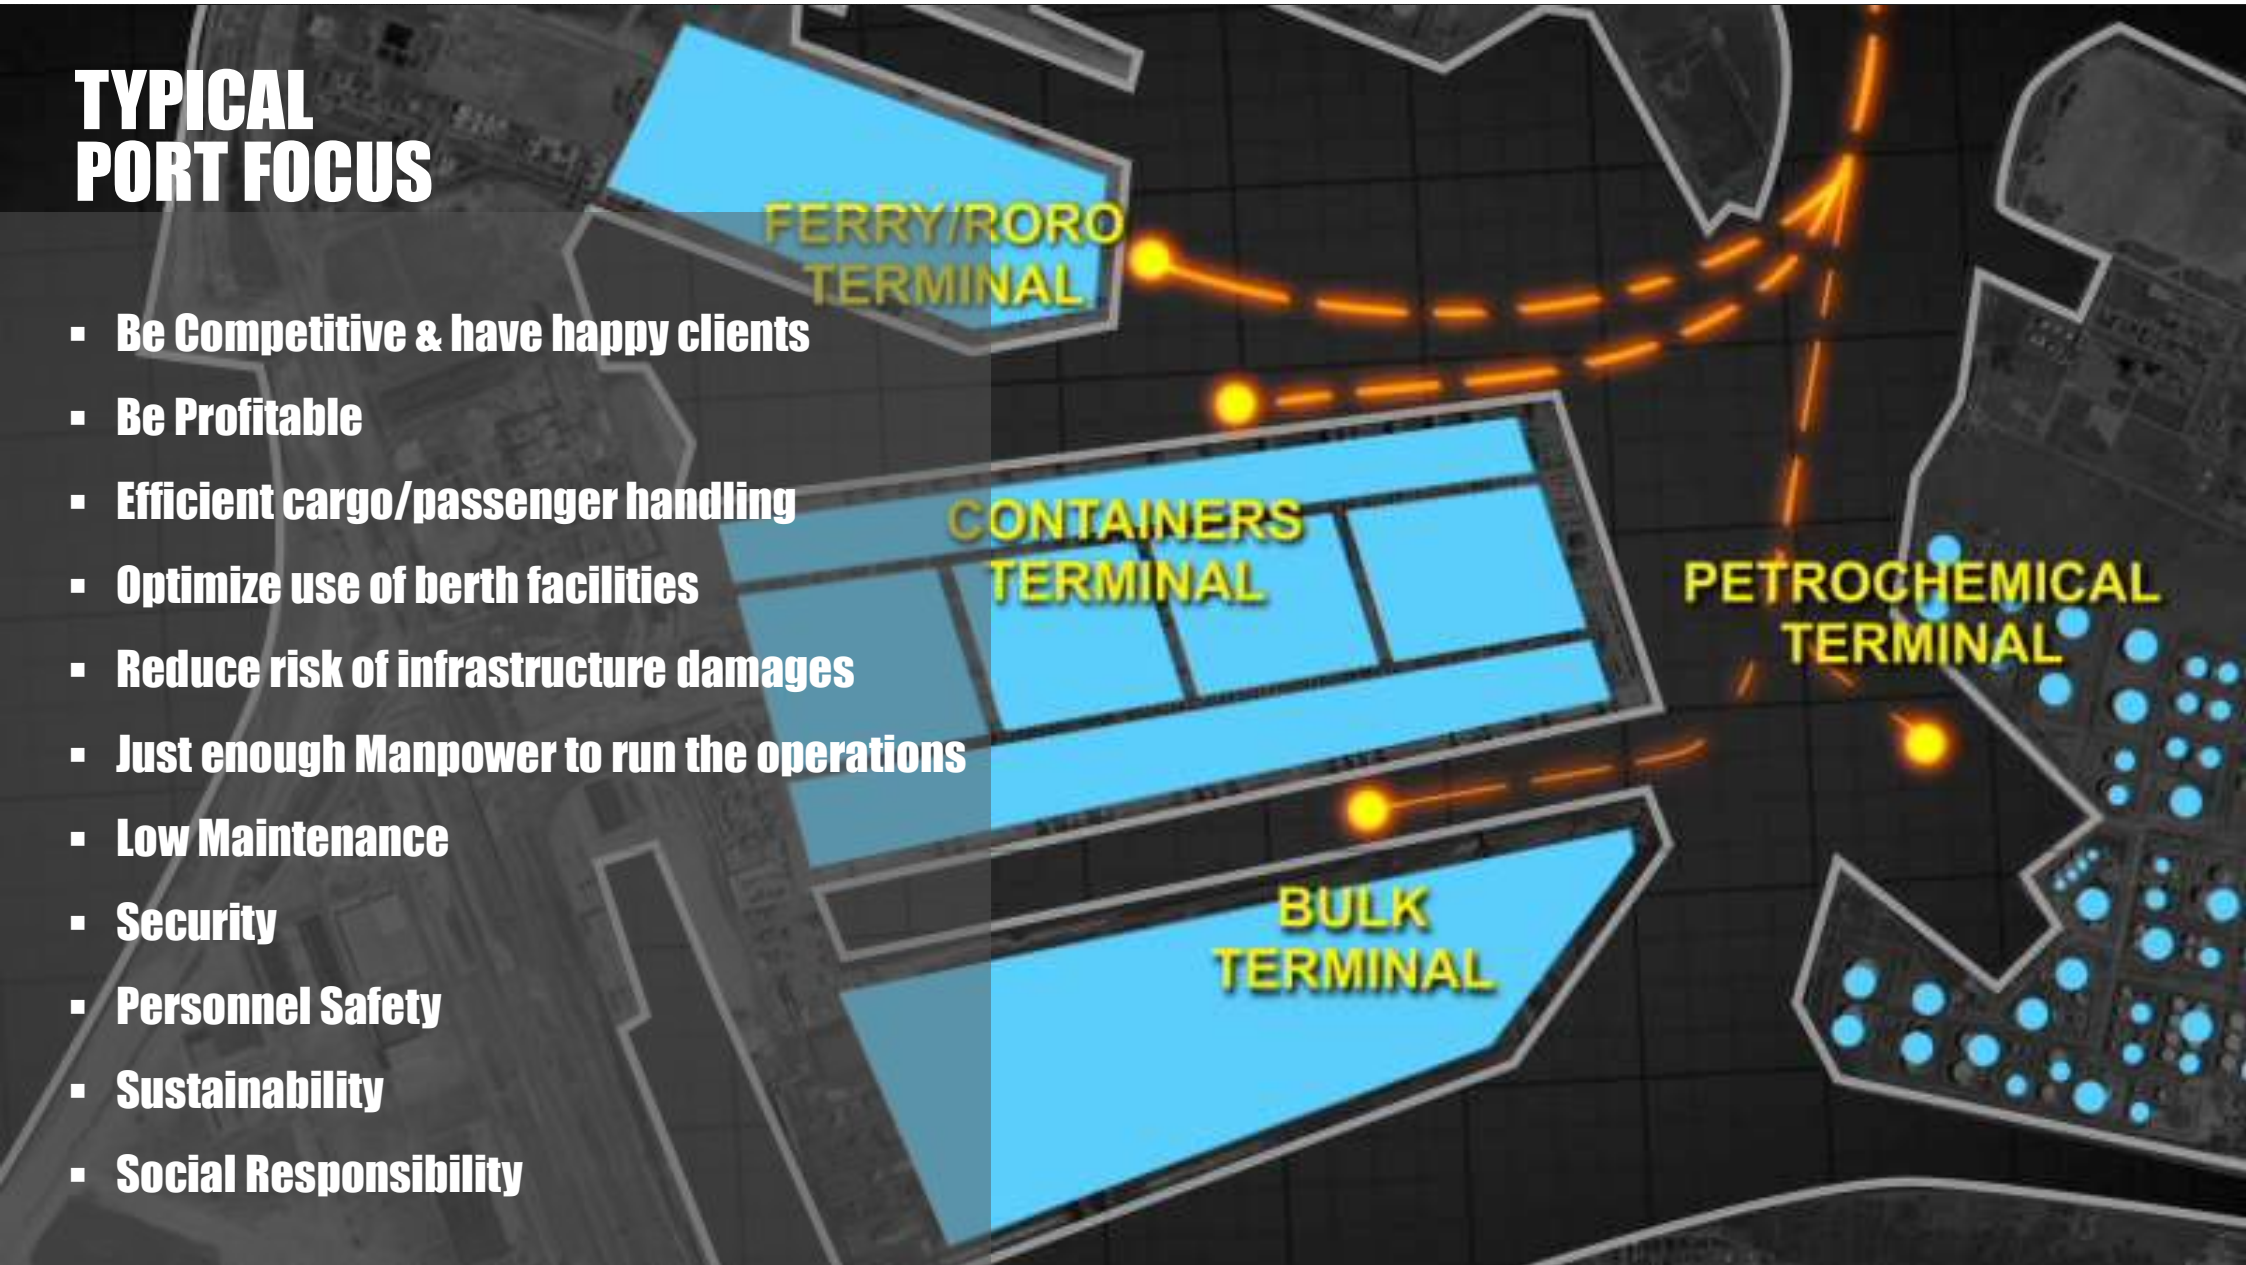 TYPICAL
PORT FOCUS
▪ Be Competitive & have happy clients
▪ Be Profitable
▪ Efficient cargo/passenger handling
▪ Optimize use of berth facilities
▪ Reduce risk of infrastructure damages
▪ Just enough Manpower to run the operations
▪ Low Maintenance
▪ Security
▪ Personnel Safety
▪ Sustainability
▪ Social Responsibility
FERRY/RORO
TERMINAL
CONTAINERS
TERMINAL
PETROCHEMICAL
TERMINAL
BULK
TERMINAL